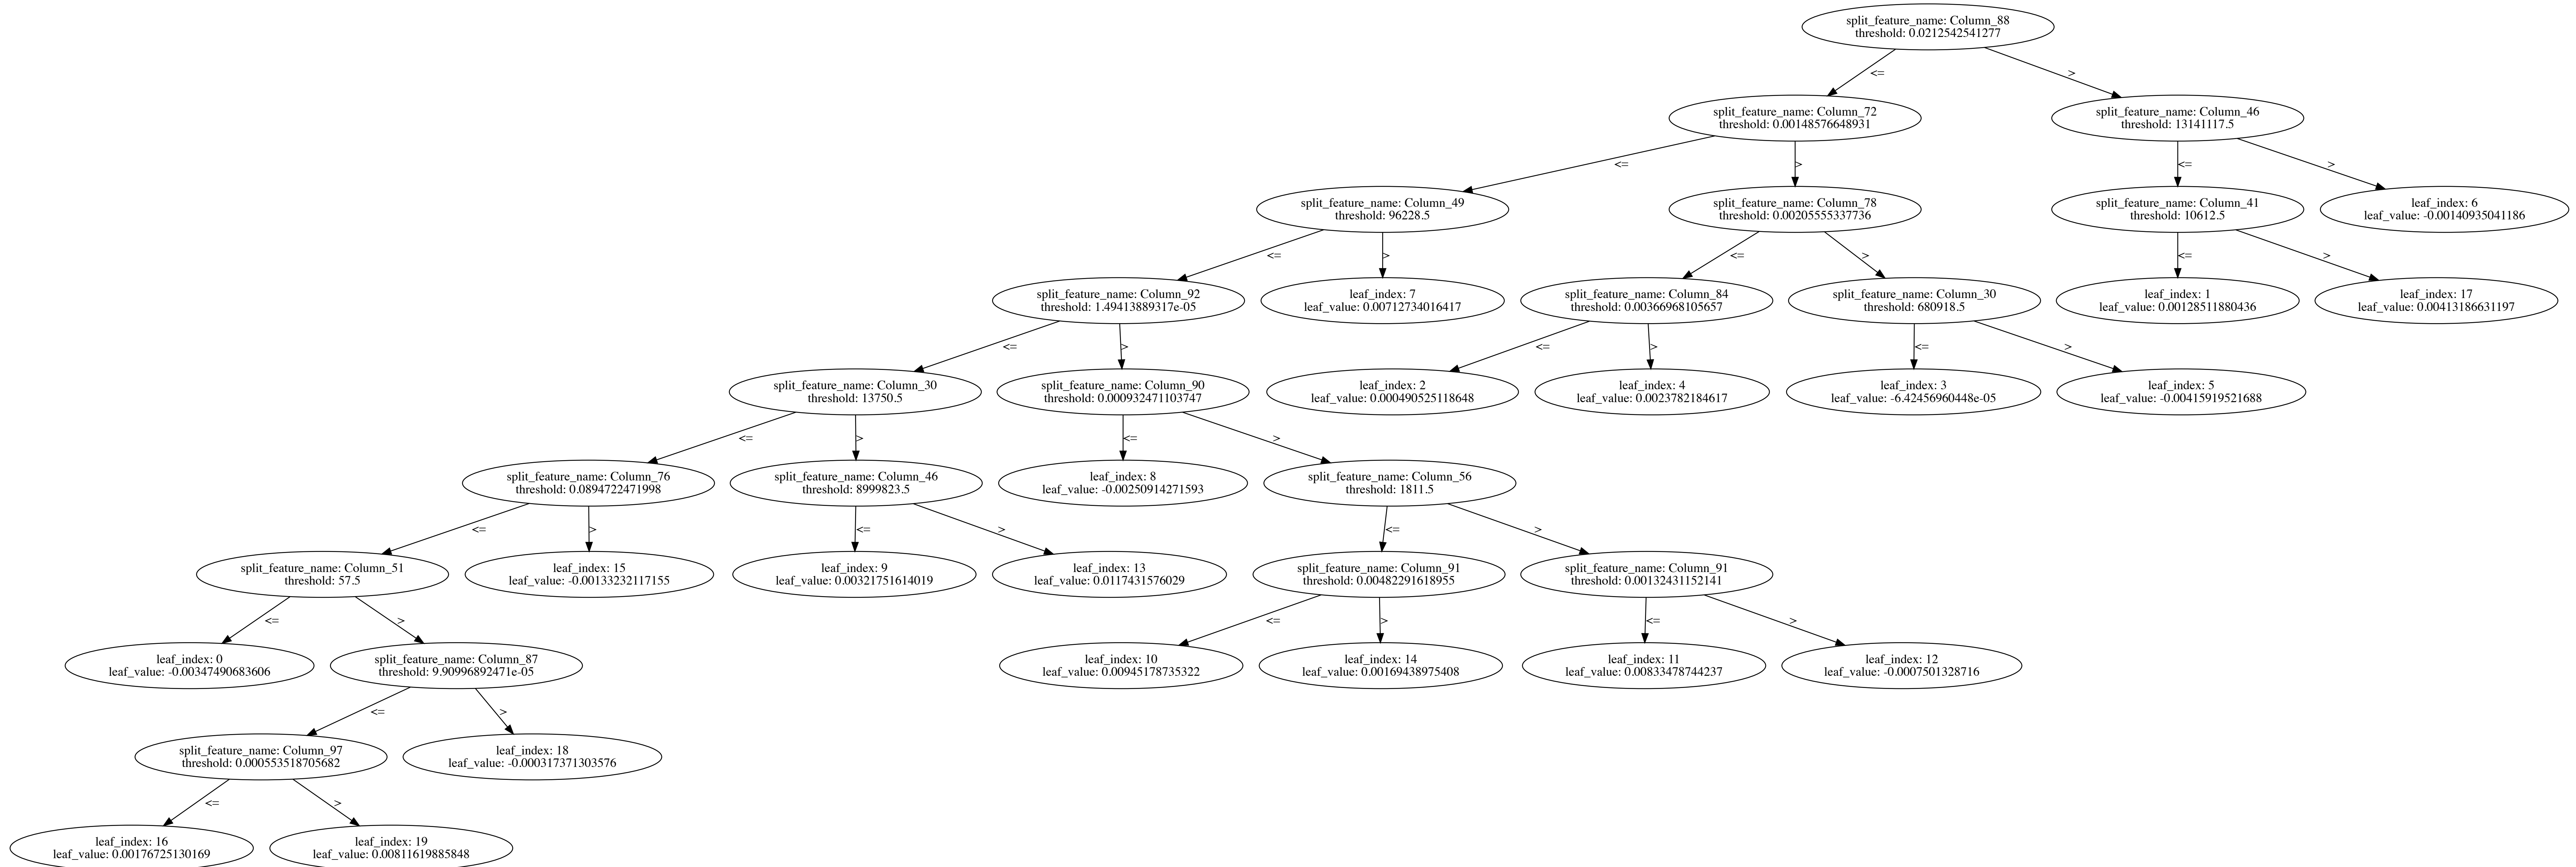 split_feature_name: Column_88
threshold: 0.0212542541277
<=
>
split_feature_name: Column_72
threshold: 0.00148576648931
split_feature_name: Column_46
threshold: 13141117.5
<=
>
<=
>
split_feature_name: Column_49
threshold: 96228.5
split_feature_name: Column_78
threshold: 0.00205555337736
split_feature_name: Column_41
threshold: 10612.5
leaf_index: 6
leaf_value: -0.00140935041186
<=
>
<=
>
<=
>
split_feature_name: Column_92
threshold: 1.49413889317e-05
leaf_index: 7
leaf_value: 0.00712734016417
split_feature_name: Column_84
threshold: 0.00366968105657
split_feature_name: Column_30
threshold: 680918.5
leaf_index: 1
leaf_value: 0.00128511880436
leaf_index: 17
leaf_value: 0.00413186631197
<=
>
<=
>
<=
>
split_feature_name: Column_30
threshold: 13750.5
split_feature_name: Column_90
threshold: 0.000932471103747
leaf_index: 2
leaf_value: 0.000490525118648
leaf_index: 4
leaf_value: 0.0023782184617
leaf_index: 3
leaf_value: -6.42456960448e-05
leaf_index: 5
leaf_value: -0.00415919521688
<=
>
<=
>
split_feature_name: Column_76
threshold: 0.0894722471998
split_feature_name: Column_46
threshold: 8999823.5
leaf_index: 8
leaf_value: -0.00250914271593
split_feature_name: Column_56
threshold: 1811.5
<=
>
<=
>
<=
>
split_feature_name: Column_51
threshold: 57.5
leaf_index: 15
leaf_value: -0.00133232117155
leaf_index: 9
leaf_value: 0.00321751614019
leaf_index: 13
leaf_value: 0.0117431576029
split_feature_name: Column_91
threshold: 0.00482291618955
split_feature_name: Column_91
threshold: 0.00132431152141
<=
>
<=
>
<=
>
leaf_index: 0
leaf_value: -0.00347490683606
split_feature_name: Column_87
threshold: 9.90996892471e-05
leaf_index: 10
leaf_value: 0.00945178735322
leaf_index: 14
leaf_value: 0.00169438975408
leaf_index: 11
leaf_value: 0.00833478744237
leaf_index: 12
leaf_value: -0.0007501328716
<=
>
split_feature_name: Column_97
threshold: 0.000553518705682
leaf_index: 18
leaf_value: -0.000317371303576
<=
>
leaf_index: 16
leaf_value: 0.00176725130169
leaf_index: 19
leaf_value: 0.00811619885848